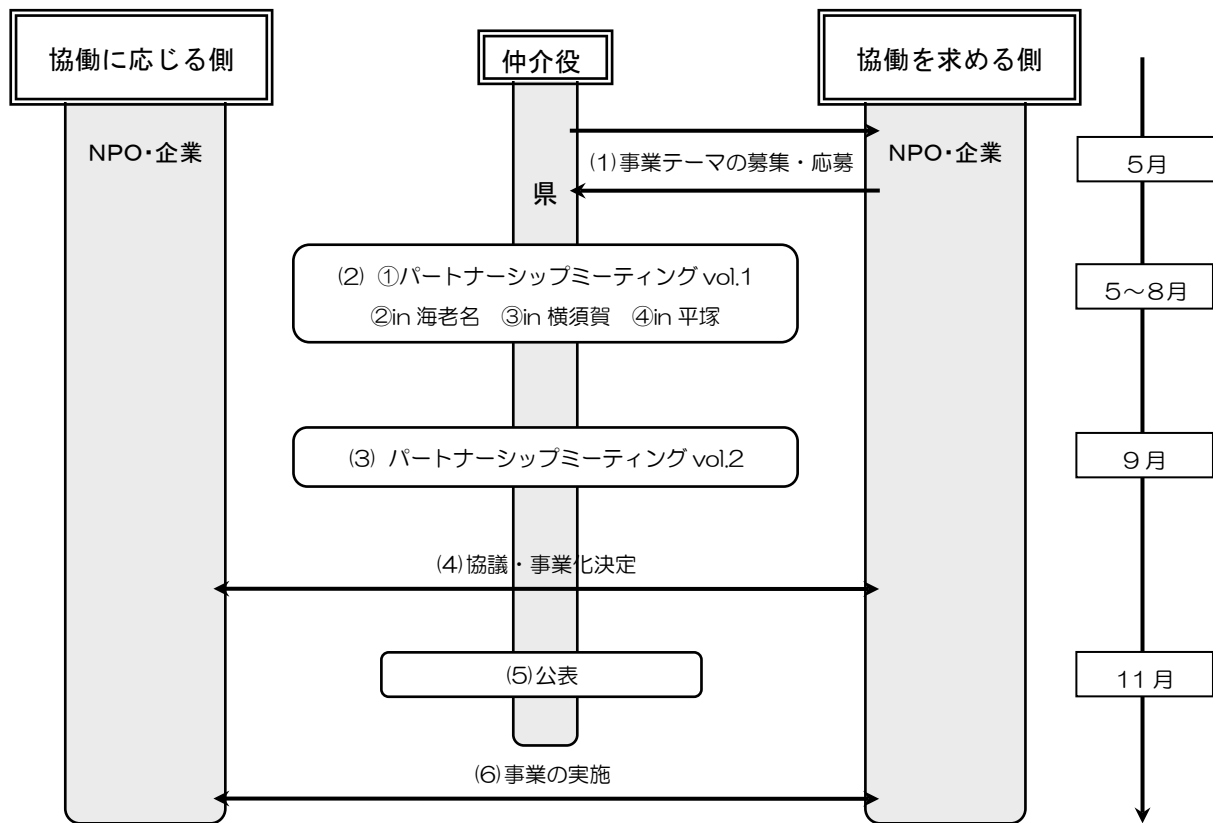 協働に応じる側
仲介役
協働を求める側
NPO・企業
県
NPO・企業
(1)事業テーマの募集・応募
5月
(2) ①パートナーシップミーティング vol.1
②in 海老名 ③in 横須賀 ④in 平塚
5~8月
(3) パートナーシップミーティング vol.2
9月
(4)協議・事業化決定
(5)公表
11月
(6)事業の実施